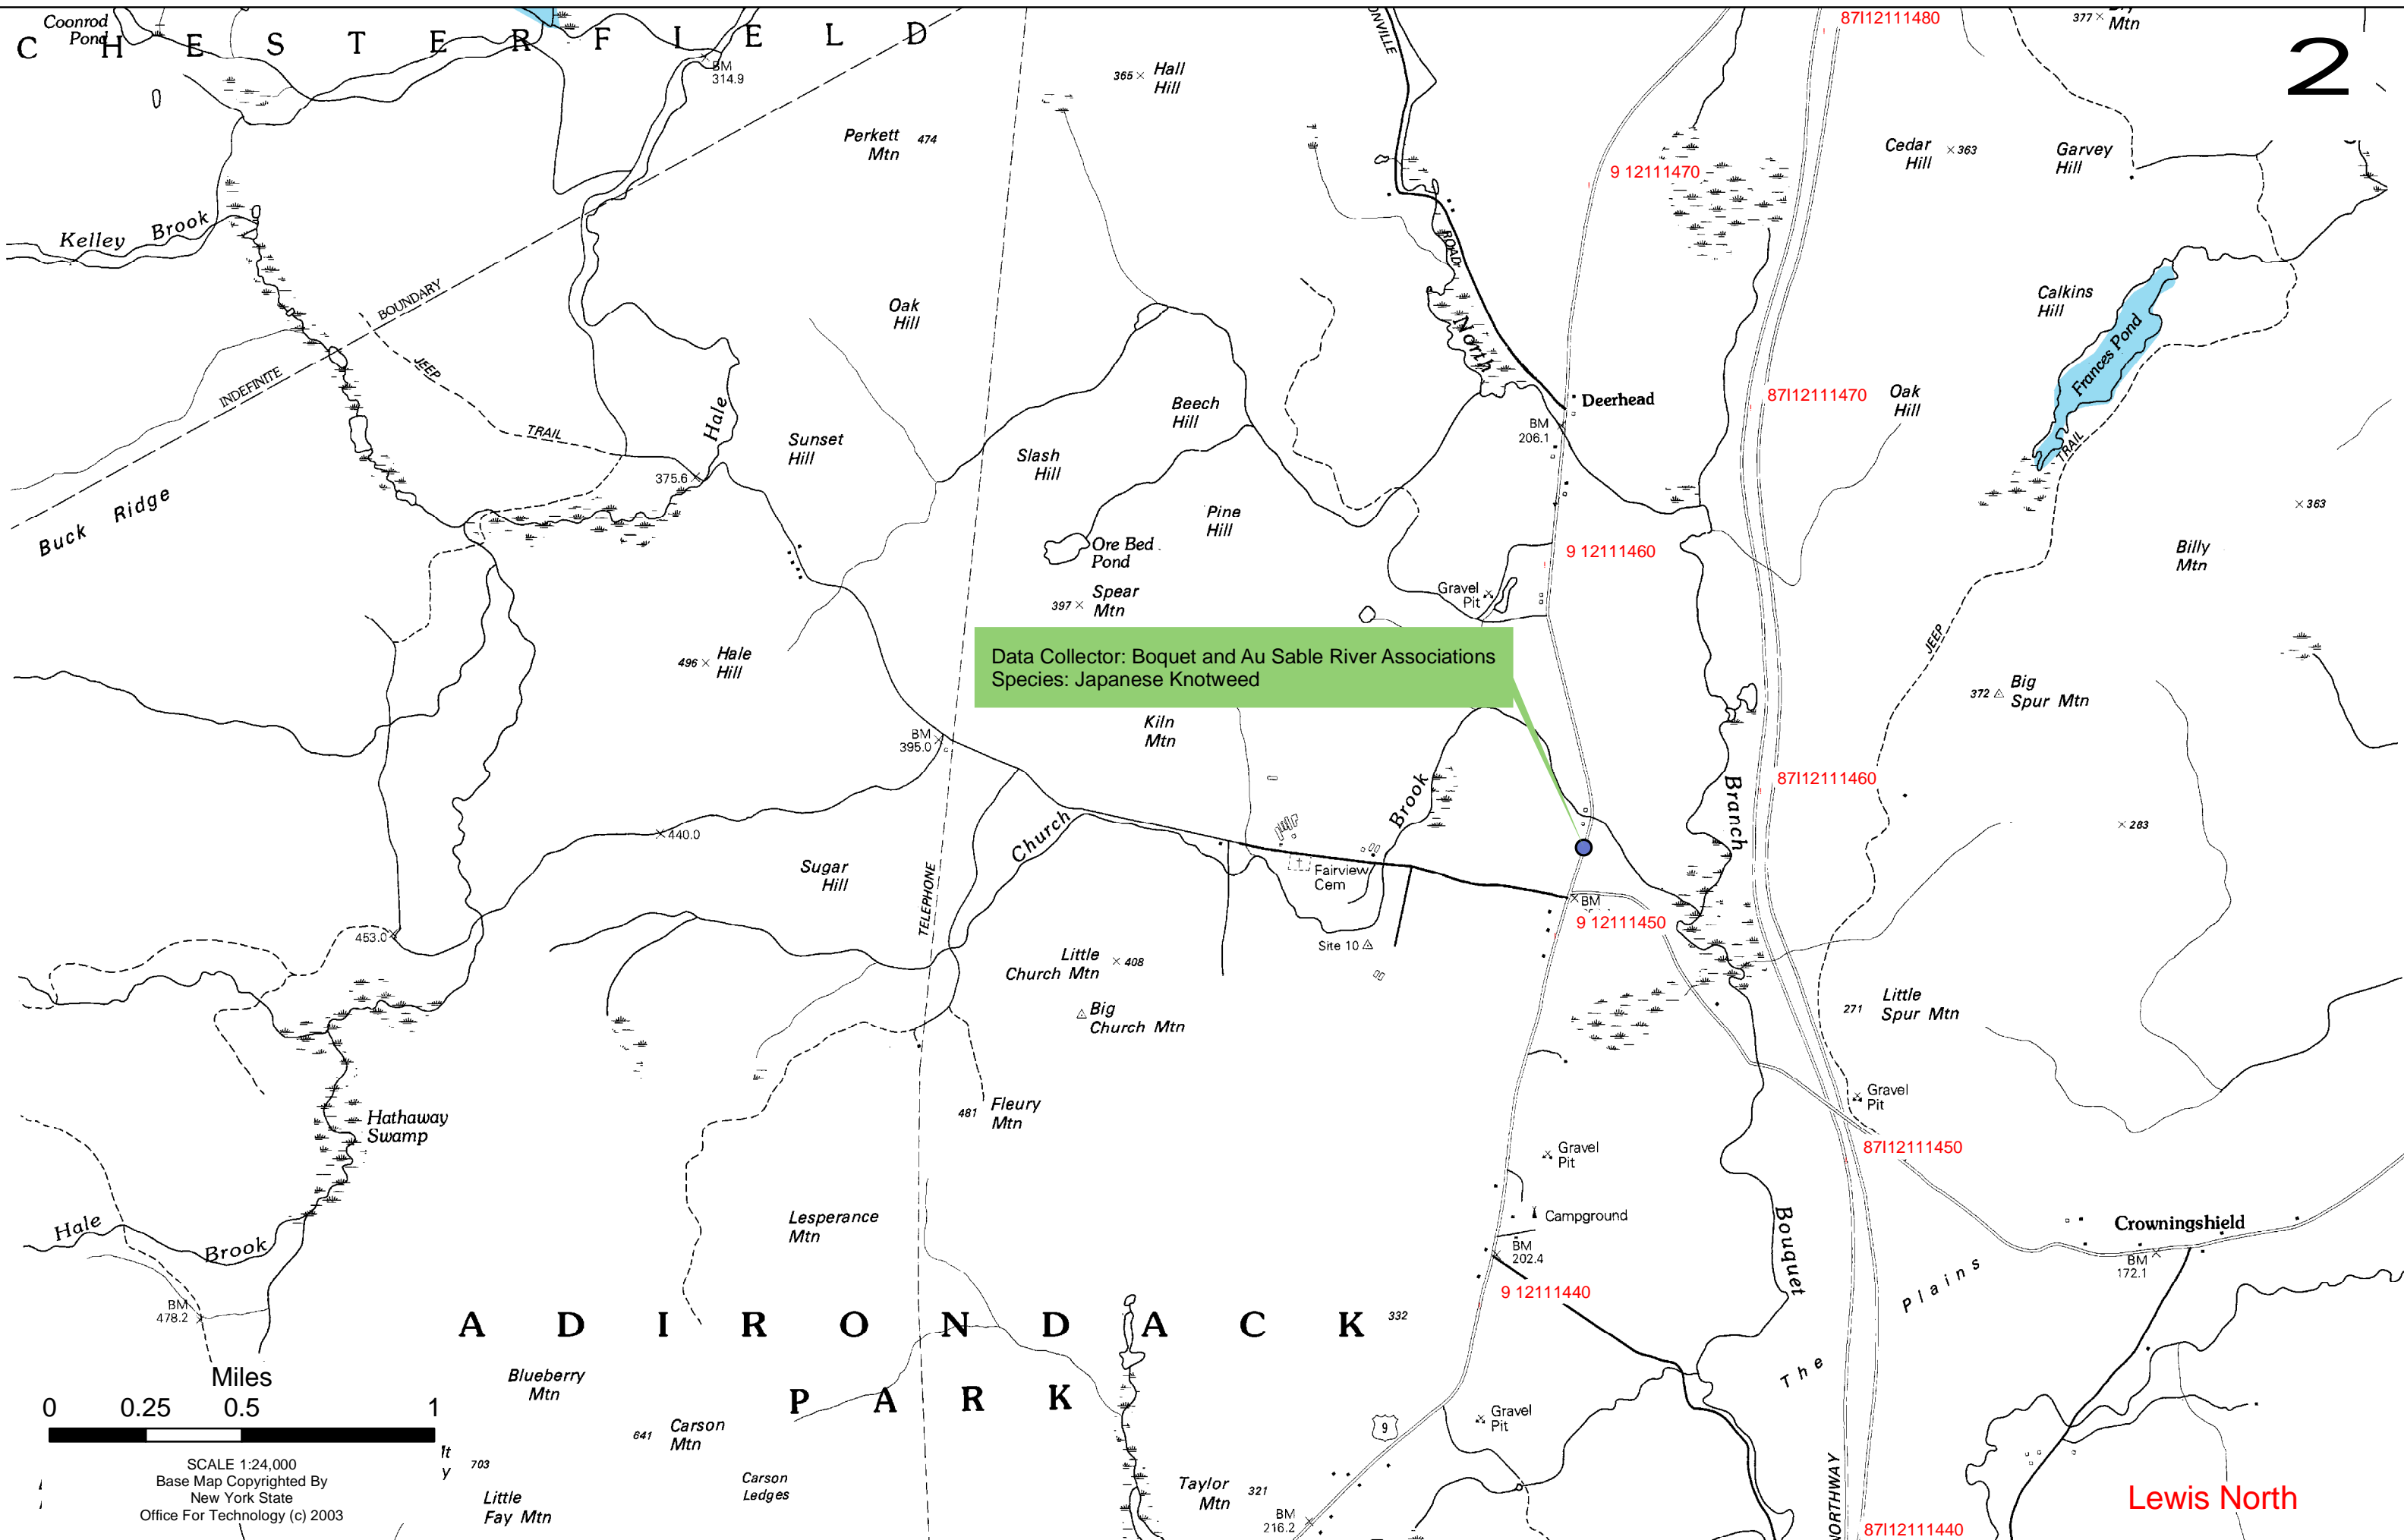 Coonrod
Pond
C H E S T E R F I E L D
BM
314.9
365 Hall
Hill
ONVILLE
87I12111480
377
Mtn
2
Perkett
Mtn 474
9 12111470
Cedar
Hill 363
Garvey
Hill
Kelley Brook
ROAD
BOUNDARY
INDEFINITE
Oak
Hill
Calkins
Hill
Frances Pond
North
JEEP
TRAIL
Hale
Beech
Hill
Deerhead
BM
206.1
87I12111470
Oak
Hill
TRAIL
Sunset
Hill
Slash
Hill
375.6
Buck Ridge
Pine
Hill
363
Ore Bed
Pond
9 12111460
Billy
Mtn
397 Spear
Mtn
Gravel
Pit
JEEP
Data Collector: Boquet and Au Sable River Associations
Species: Japanese Knotweed
496 Hale
Hill
372 Big
Spur Mtn
Kiln
Mtn
BM
395.0
87I12111460
Branch
Brook
440.0
Church
283
Sugar
Hill
TELEPHONE
Fairview
Cem
BM
9 12111450
453.0
Site 10
Little
Church Mtn 408
Big
Church Mtn
271 Little
Spur Mtn
Gravel
Pit
481 Fleury
Mtn
Hathaway
Swamp
87I12111450
Gravel
Pit
Lesperance
Mtn
Campground
Bouquet
Crowningshield
BM
172.1
Hale
Brook
BM
202.4
9 12111440
The Plains
BM
478.2
A D I R O N D A C K
332
P A R K
Miles
0 0.25 0.5 1
Blueberry
Mtn
641 Carson
Mtn
9
Gravel
Pit
SCALE 1:24,000
Base Map Copyrighted By
New York State
Office For Technology (c) 2003
703
Little
Fay Mtn
Carson
Ledges
Taylor
Mtn 321
BM
216.2
NORTHWAY
Lewis North
87I12111440